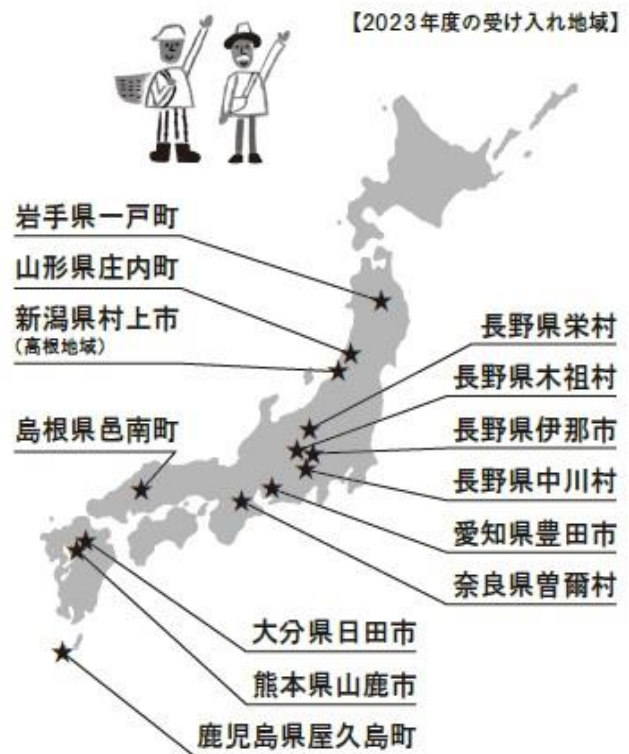 【2023年度の受け入れ地域】
岩手県一戸町
山形県庄内町
新潟県村上市
(高根地域)
島根県邑南町
長野県栄村
長野県木祖村
長野県伊那市
長野県中川村
愛知県豊田市
奈良県曽爾村
大分県日田市
熊本県山鹿市
鹿児島県屋久島町